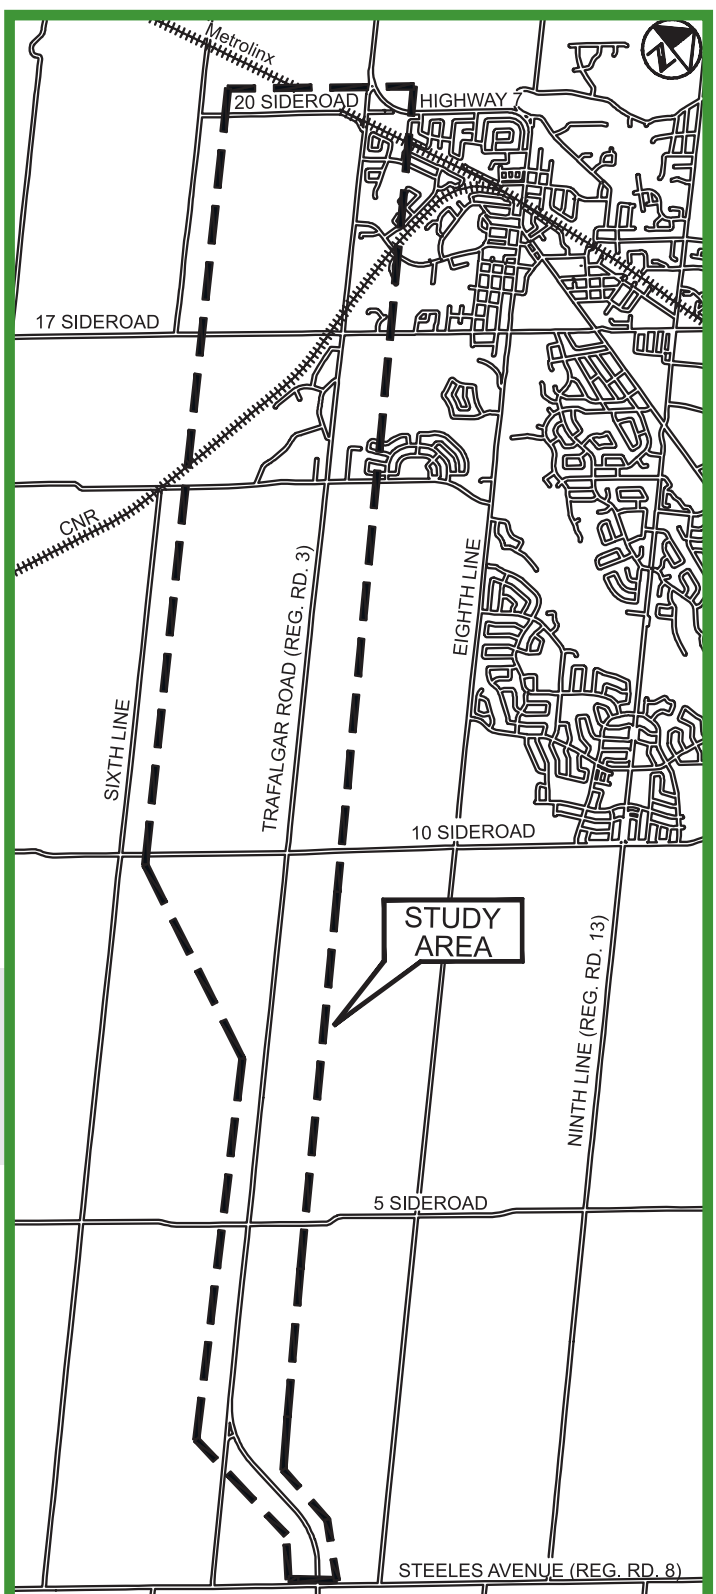 Metrolinx
20 SIDEROAD
HIGHWAY 7
17 SIDEROAD
CNR
TRAFALGAR ROAD (REG. RD. 3)
EIGHTH LINE
SIXTH LINE
10 SIDEROAD
STUDY
AREA
NINTH LINE (REG. RD. 13)
5 SIDEROAD
STEELES AVENUE (REG. RD. 8)
N